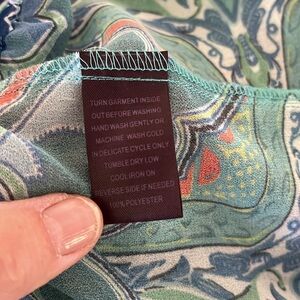 TURN GARMENT INSIDE
OUT BEFORE WASHING
HAND WASH GENTLY OR
MACHINE WASH COLD
IN DELICATE CYCLE ONLY
TUMBLE DRY LOW
COOL IRON ON
REVERSE SIDE IF NEEDED
100% POLYESTER